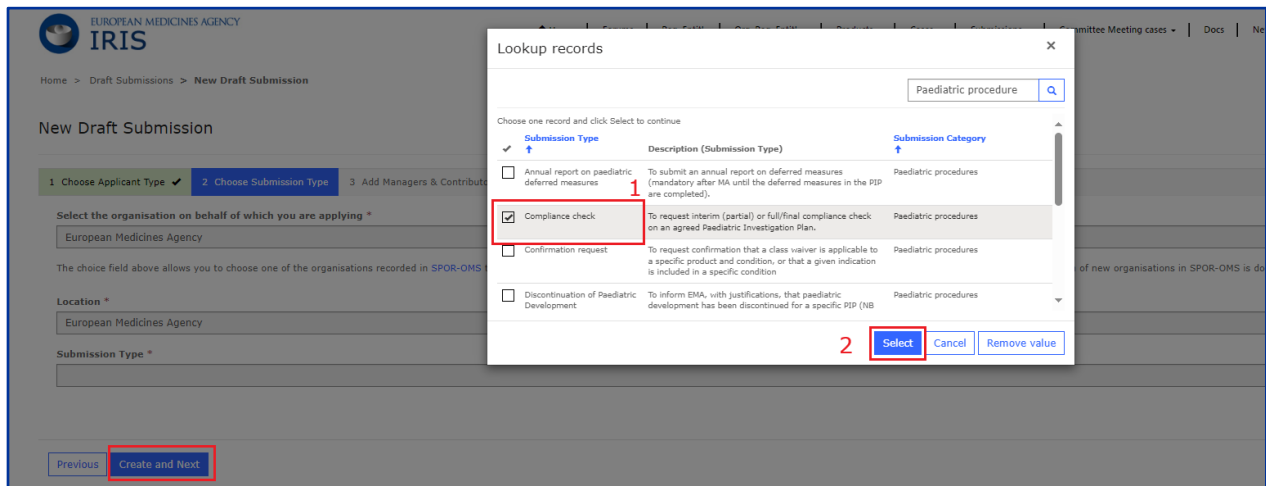 EUROPEAN MEDICINES AGENCY
IRIS
Committee Meeting cases
Docs
Home > Draft Submissions > New Draft Submission
New Draft Submission
1 Choose Applicant Type
2 Choose Submission Type
3 Add Managers & Contributo
Select the organisation on behalf of which you are applying *
European Medicines Agency
The choice field above allows you to choose one of the organisations recorded in SPOR-OMS
of new organisations in SPOR-OMS is do
Location *
European Medicines Agency
Submission Type *
Previous
Create and Next
Lookup records
Paediatric procedure
Choose one record and click Select to continue
Submission Type
Description (Submission Type)
Submission Category
Annual report on paediatric
deferred measures
To submit an annual report on deferred measures
(mandatory after MA until the deferred measures in the PIP
are completed).
Paediatric procedures
1
Compliance check
To request interim (partial) or full/final compliance check
on an agreed Paediatric Investigation Plan.
Paediatric procedures
Confirmation request
To request confirmation that a class waiver is applicable to
a specific product and condition, or that a given indication
is included in a specific condition
Paediatric procedures
Discontinuation of Paediatric
Development
To inform EMA, with justifications, that paediatric
development has been discontinued for a specific PIP (NB
Paediatric procedures
2
Select
Cancel
Remove value